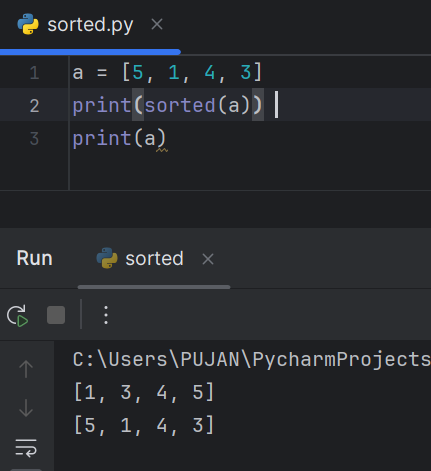 sorted.py
1 a = [5, 1, 4, 3]
2 print(sorted(a))
3 print(a)
Run sorted
C:\Users\PUJAN\PycharmProjects
[1, 3, 4, 5]
[5, 1, 4, 3]